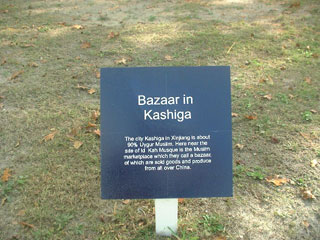 Bazaar in
Kashiga
The city Kashiga in Xinjiang is about
90% Uygur Muslim. Here near the
site of Id Kah Musque is the Muslim
marketplace which they call a bazaar,
of which are sold goods and produce
from all over China.